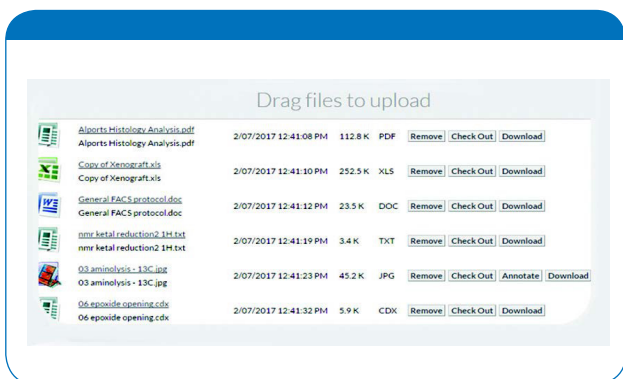 Drag files to upload
Alports Histology Analysis.pdf
Alports Histology Analysis.pdf 2/07/2017 12:41:08 PM 112.8 K PDF Remove Check Out Download
Copy of Xenograft.xls
Copy of Xenograft.xls 2/07/2017 12:41:10 PM 252.5 K XLS Remove Check Out Download
General FACS protocol.doc
General FACS protocol.doc 2/07/2017 12:41:12 PM 23.5 K DOC Remove Check Out Download
nmr ketal reduction2 1H.txt
nmr ketal reduction2 1H.txt 2/07/2017 12:41:19 PM 3.4 K TXT Remove Check Out Download
03 aminolysis - 13C.jpg
03 aminolysis - 13C.jpg 2/07/2017 12:41:23 PM 45.2 K JPG Remove Check Out Annotate Download
06 epoxide opening.cdx
06 epoxide opening.cdx 2/07/2017 12:41:32 PM 5.9 K CDX Remove Check Out Download